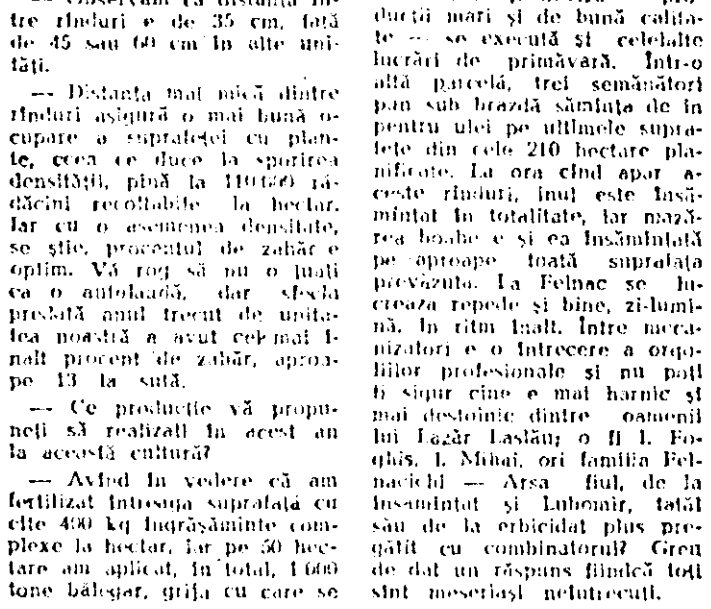 — Observăm că distanța în-
tre rînduri e de 35 cm, față
de 45 sau 60 cm în alte uni-
tăți.
— Distanța mai mică dintre
rînduri asigură o mai bună o-
cupare a suprafeței cu plan-
te, ceea ce duce la sporirea
densității, pînă la ră-
dăcini recoltabile la hectar.
Iar cu o asemenea densitate,
se știe, procentul de zahăr e
optim. Vă rog să nu o luați
ca o autolaudă, dar sfecla
predată anul trecut de unita-
tea noastră a avut cel mai î-
nalt procent de zahăr, aproa-
pe 13 la sută.
— Ce producție vă propu-
neți să realizați în acest an
la această cultură?
— Avînd în vedere că am
fertilizat întreaga suprafață cu
cîte 400 kg îngrășăminte com-
plexe la hectar, iar pe 50 hec-
tare am aplicat, în total, 1 600
tone bălegar, grija cu care se
ducții mari și de bună calita-
te — se execută și celelalte
lucrări de primăvară. Într-o
altă parcelă, trei semănători
pun sub brazdă sămînța de in
pentru ulei pe ultimele supra-
fețe din cele 210 hectare pla-
nificate. La ora cînd apar a-
ceste rînduri, inul este însă-
mînțat în totalitate, iar mază-
rea boabe e și ea însămînțată
pe aproape toată suprafața
prevăzută. La Felnac se lu-
crează repede și bine, zi-lumi-
nă, în ritm înalt. Între meca-
nizatori e o întrecere a orgo-
liilor profesionale și nu poți
fi sigur cine e mai harnic și
mai destoinic dintre oamenii
lui Lazăr Laslău; o fi I. Fo-
ghis, I. Mihai, ori familia Fel-
nacichi — Arsa fiul, de la
însămînțat și Lubomir, tatăl
său de la erbicidat plus pre-
gătit cu combinatorul? Greu
de dat un răspuns fiindcă toți
sînt meseriași neîntrecuți.